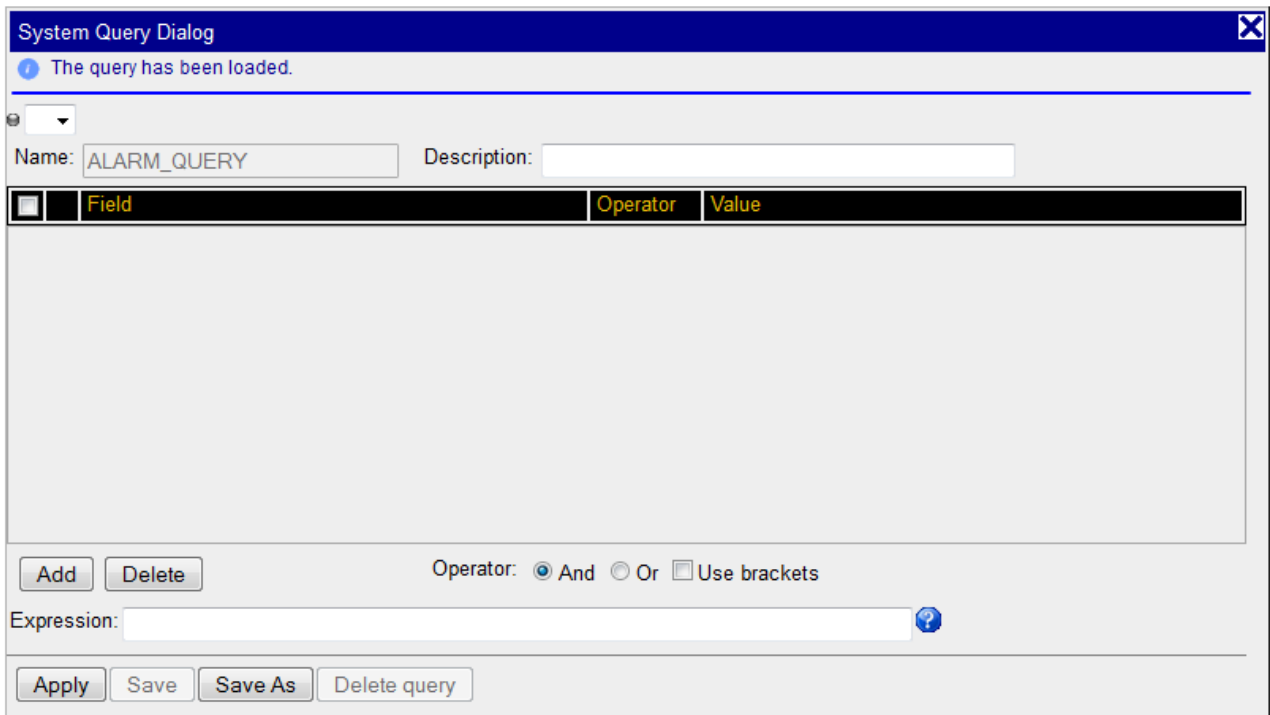 System Query Dialog
The query has been loaded.
Name: ALARM_QUERY Description:
Field Operator Value
Add Delete Operator: And Or Use brackets
Expression:
Apply Save Save As Delete query